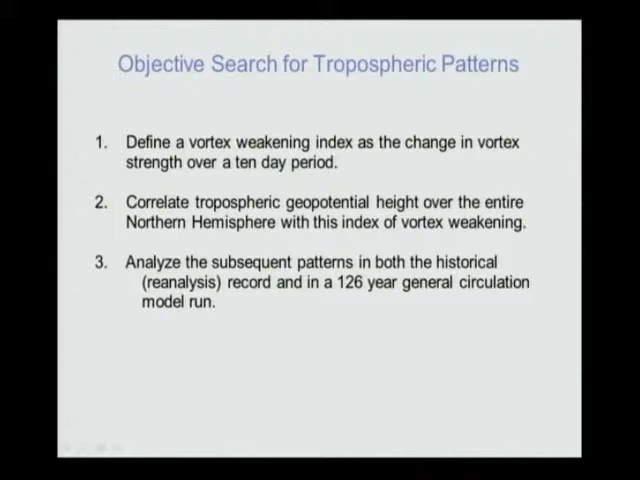 Objective Search for Tropospheric Patterns
1. Define a vortex weakening index as the change in vortex
strength over a ten day period.
2. Correlate tropospheric geopotential height over the entire
Northern Hemisphere with this index of vortex weakening.
3. Analyze the subsequent patterns in both the historical
(reanalysis) record and in a 126 year general circulation
model run.